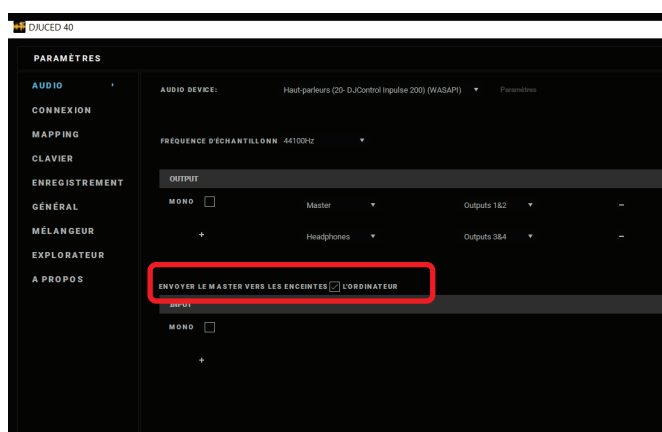 DJUCED 40
PARAMÈTRES
AUDIO
CONNEXION
MAPPING
CLAVIER
ENREGISTREMENT
GÉNÉRAL
MÉLANGEUR
EXPLORATEUR
A PROPOS
AUDIO DEVICE: Haut-parleurs (20- DJControl Inpulse 200) (WASAPI) Paramètres
FRÉQUENCE D'ÉCHANTILLONN 44100Hz
OUTPUT
MONO Master Outputs 1&2 –
+ Headphones Outputs 3&4 –
ENVOYER LE MASTER VERS LES ENCEINTES L'ORDINATEUR
INPUT
MONO
+